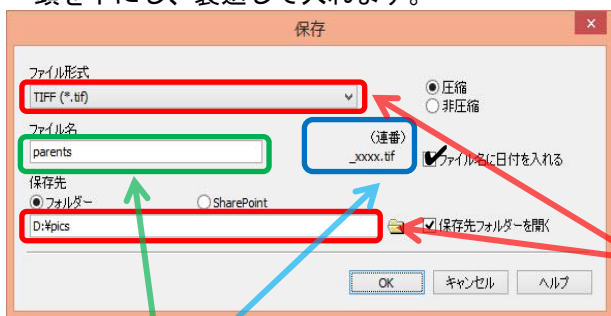 保存
ファイル形式
TIFF (*.tif)
圧縮
非圧縮
ファイル名
parents
(連番)
_xxxx.tif
ファイル名に日付を入れる
保存先
フォルダー
SharePoint
D:¥pics
保存先フォルダーを開く
OK
キャンセル
ヘルプ